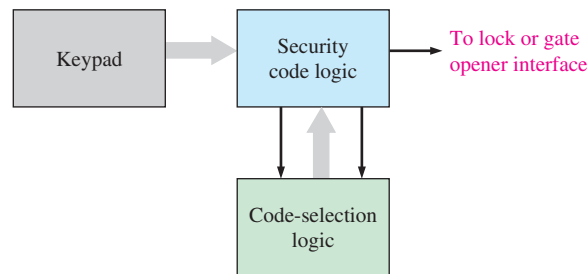 Keypad
Security
code logic
To lock or gate
opener interface
Code-selection
logic